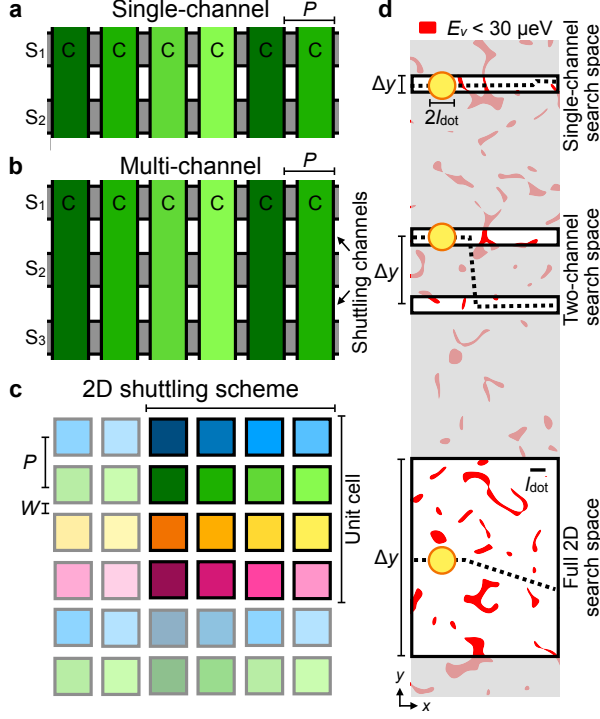 a
Single-channel
P
S1
C C C C C C
S2
b
Multi-channel
P
S1
C C C C C C
S2
S3
Shuttling channels
c
2D shuttling scheme
P
W
Unit cell
d
Ev < 30 μeV
Δy
2ldot
Single-channel
search space
Δy
Two-channel
search space
ldot
Δy
Full 2D
search space
y
x